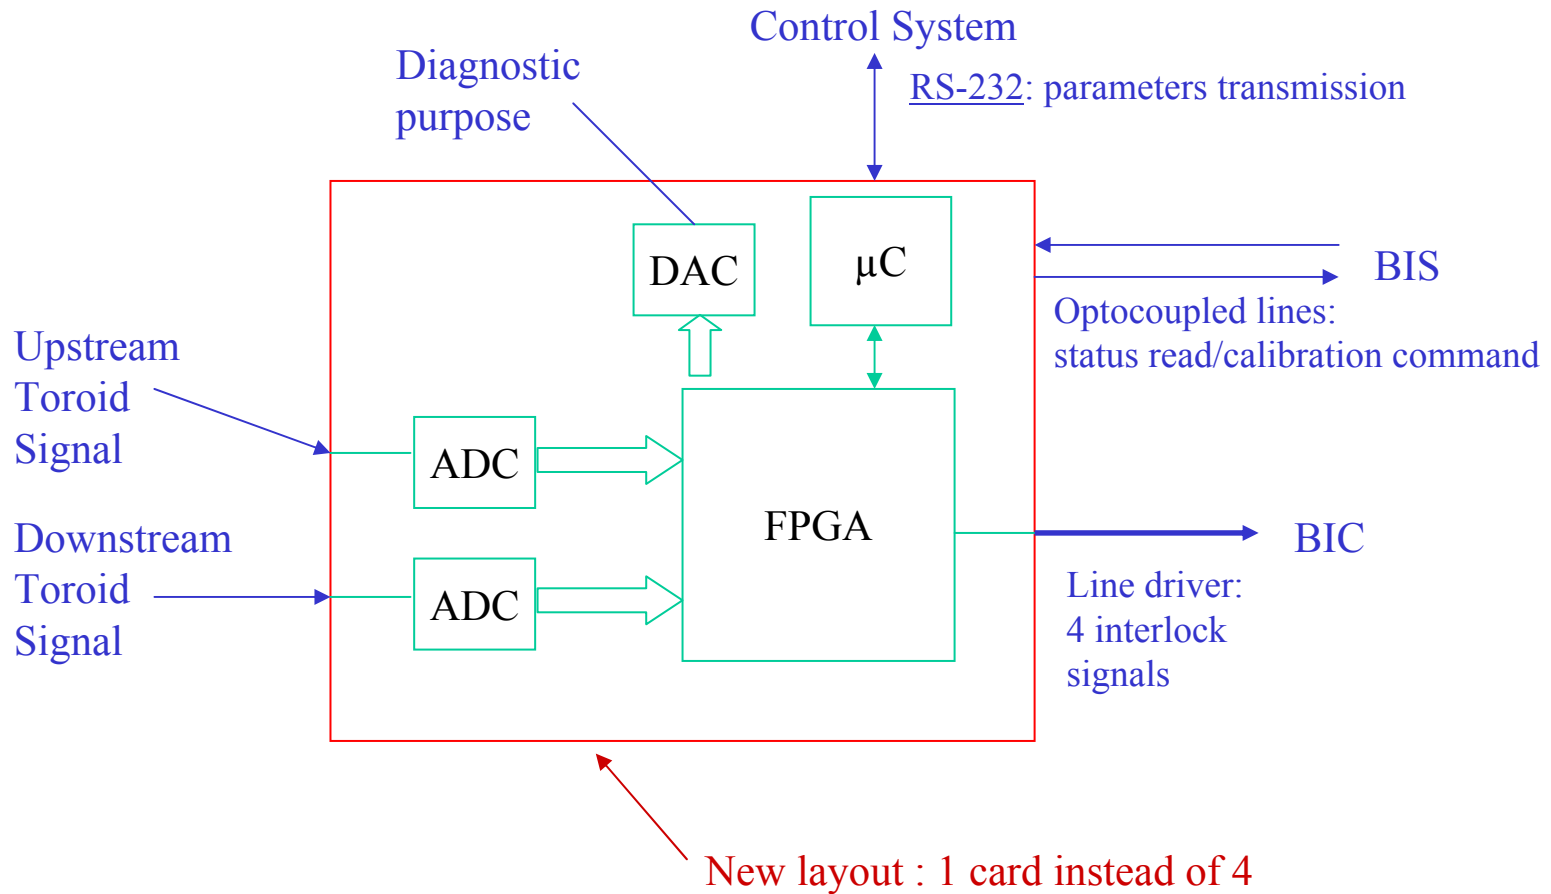 Control System
RS-232: parameters transmission
Diagnostic
purpose
DAC
µC
BIS
Optocoupled lines:
status read/calibration command
Upstream
Toroid
Signal
ADC
Downstream
Toroid
Signal
ADC
FPGA
BIC
Line driver:
4 interlock
signals
New layout : 1 card instead of 4